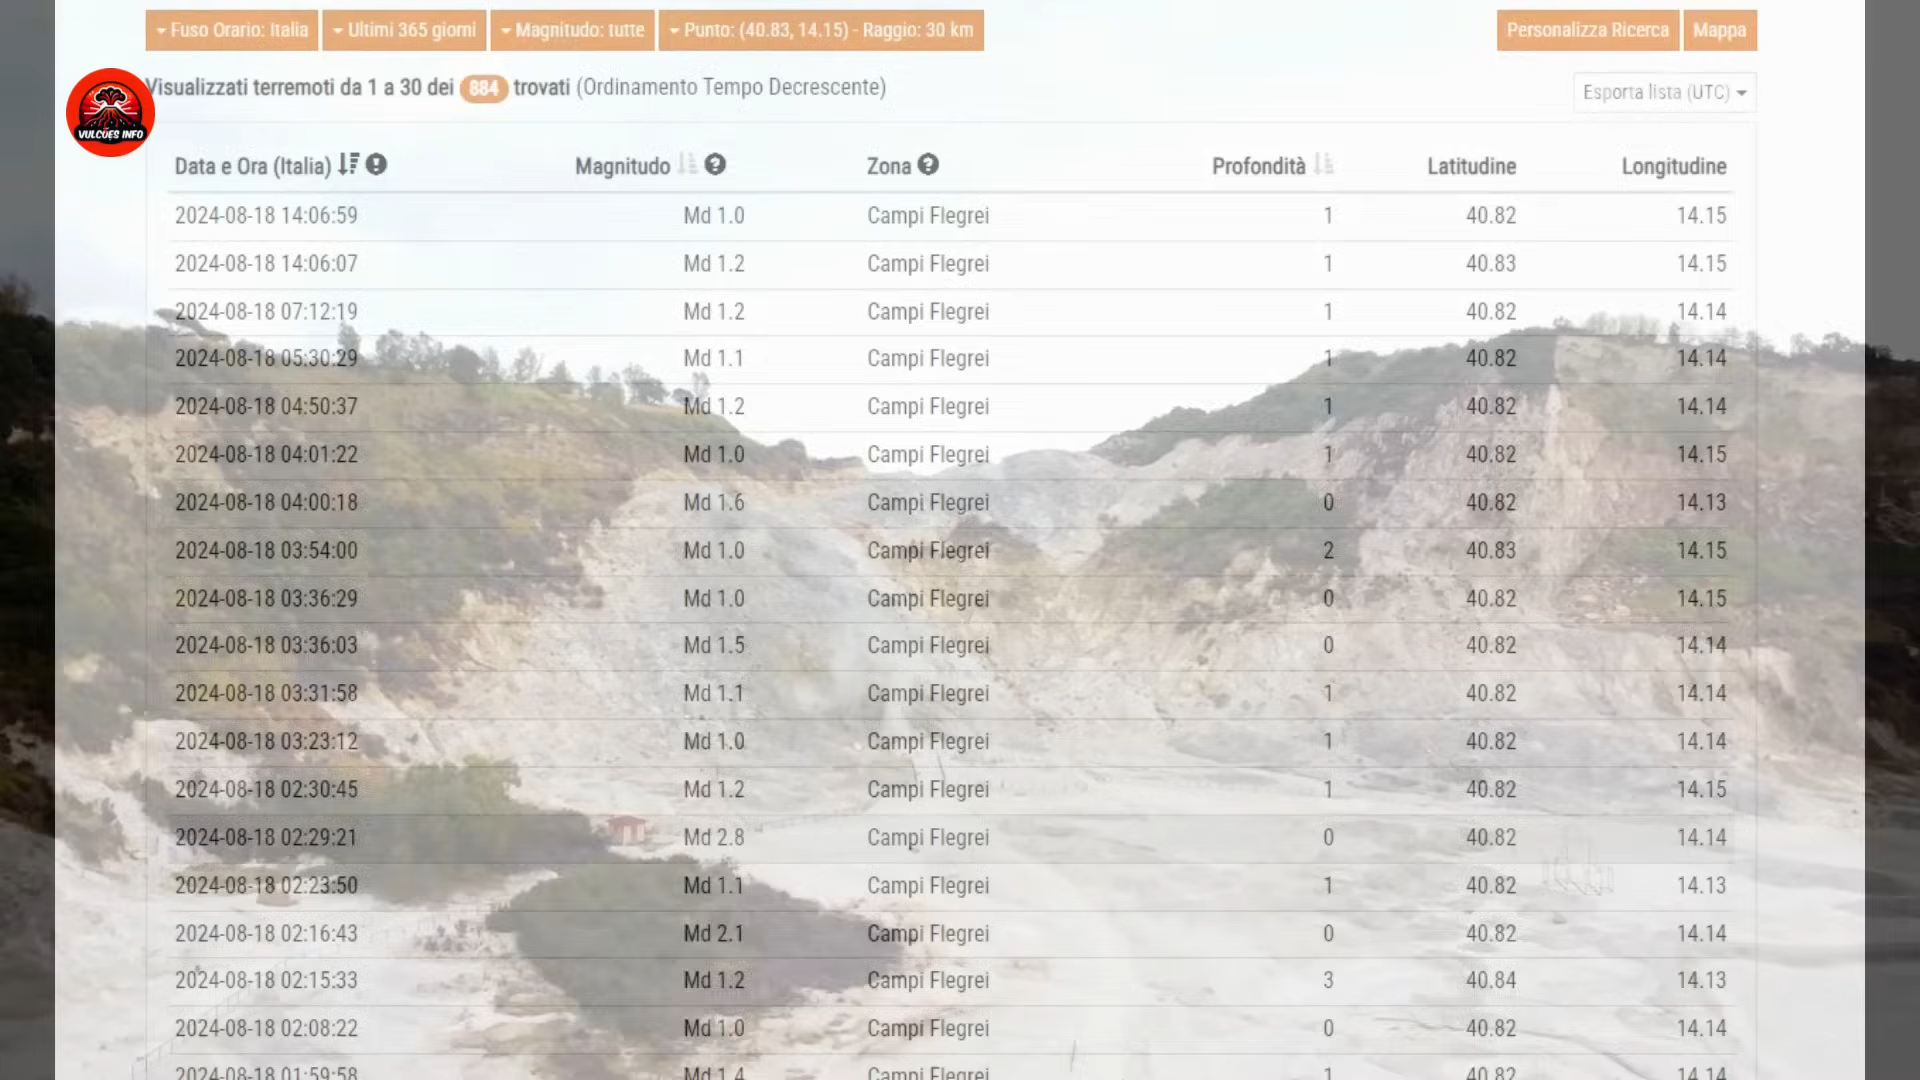 Fuso Orario: Italia Ultimi 365 giorni Magnitudo: tutte Punto: (40.83, 14.15) - Raggio: 30 km Personalizza Ricerca Mappa
Visualizzati terremoti da 1 a 30 dei 884 trovati (Ordinamento Tempo Decrescente) Esporta lista (UTC)
VULCÕES INFO
Data e Ora (Italia) Magnitudo Zona Profondità Latitudine Longitudine
2024-08-18 14:06:59 Md 1.0 Campi Flegrei 1 40.82 14.15
2024-08-18 14:06:07 Md 1.2 Campi Flegrei 1 40.83 14.15
2024-08-18 07:12:19 Md 1.2 Campi Flegrei 1 40.82 14.14
2024-08-18 05:30:29 Md 1.1 Campi Flegrei 1 40.82 14.14
2024-08-18 04:50:37 Md 1.2 Campi Flegrei 1 40.82 14.14
2024-08-18 04:01:22 Md 1.0 Campi Flegrei 1 40.82 14.15
2024-08-18 04:00:18 Md 1.6 Campi Flegrei 0 40.82 14.13
2024-08-18 03:54:00 Md 1.0 Campi Flegrei 2 40.83 14.15
2024-08-18 03:36:29 Md 1.0 Campi Flegrei 0 40.82 14.15
2024-08-18 03:36:03 Md 1.5 Campi Flegrei 0 40.82 14.14
2024-08-18 03:31:58 Md 1.1 Campi Flegrei 1 40.82 14.14
2024-08-18 03:23:12 Md 1.0 Campi Flegrei 1 40.82 14.14
2024-08-18 02:30:45 Md 1.2 Campi Flegrei 1 40.82 14.15
2024-08-18 02:29:21 Md 2.8 Campi Flegrei 0 40.82 14.14
2024-08-18 02:23:50 Md 1.1 Campi Flegrei 1 40.82 14.13
2024-08-18 02:16:43 Md 2.1 Campi Flegrei 0 40.82 14.14
2024-08-18 02:15:33 Md 1.2 Campi Flegrei 3 40.84 14.13
2024-08-18 02:08:22 Md 1.0 Campi Flegrei 0 40.82 14.14
2024-08-18 01:59:58 Md 1.4 Campi Flegrei 1 40.82 14.14